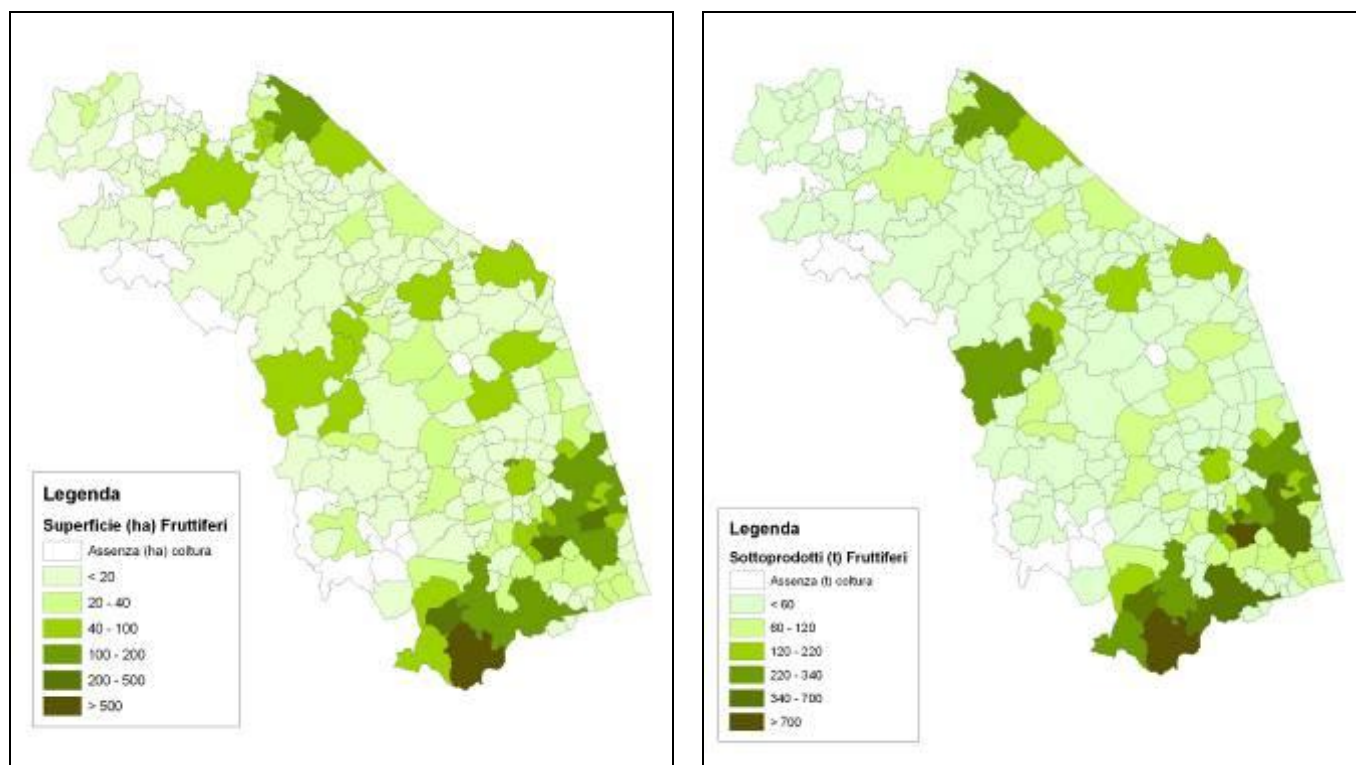 Legenda
Superficie (ha) Fruttiferi
Assenza (ha) coltura
< 20
20 - 40
40 - 100
100 - 200
200 - 500
> 500
Legenda
Sottoprodotti (t) Fruttiferi
Assenza (t) coltura
< 60
60 - 120
120 - 220
220 - 340
340 - 700
> 700